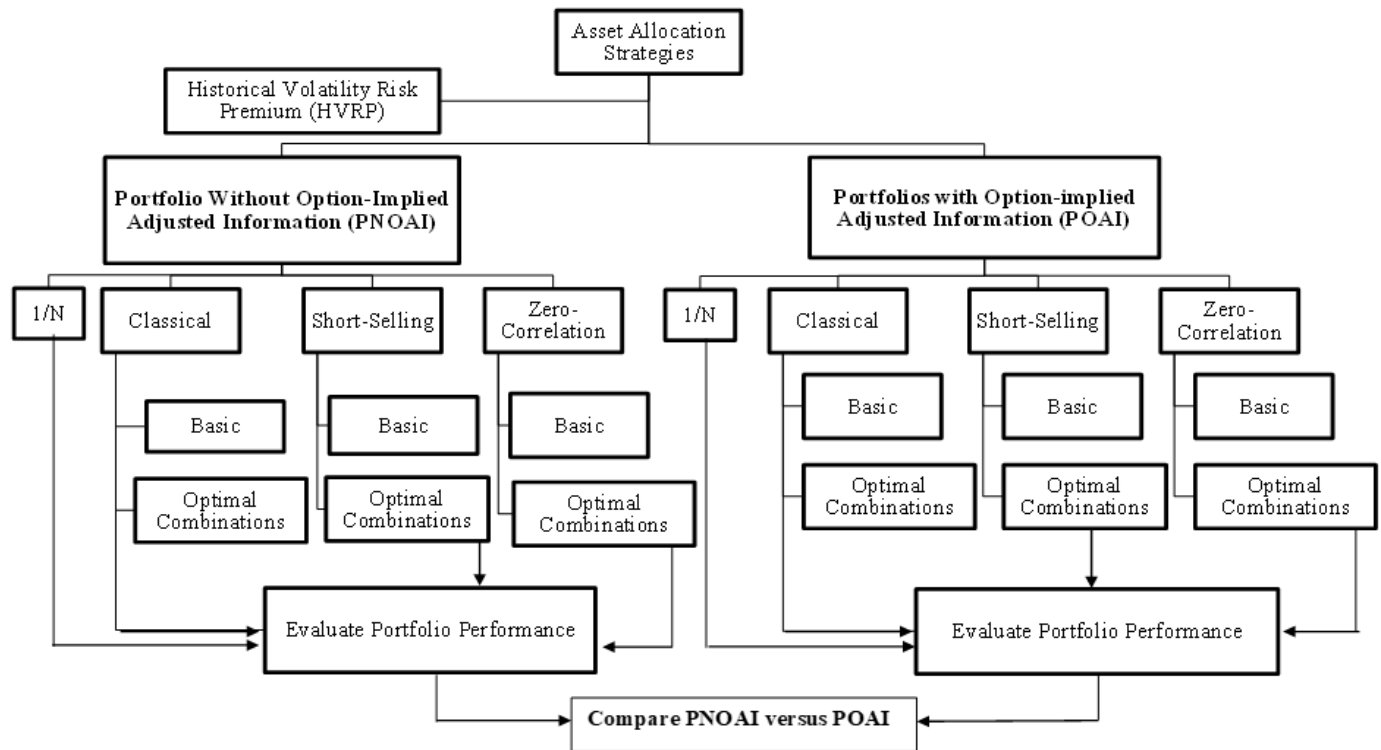 Asset Allocation
Strategies
Historical Volatility Risk
Premium (HVRP)
Portfolio Without Option-Implied
Adjusted Information (PNOAI)
Portfolios with Option-implied
Adjusted Information (POAI)
1/N
Classical
Short-Selling
Zero-
Correlation
1/N
Classical
Short-Selling
Zero-
Correlation
Basic
Basic
Basic
Basic
Basic
Basic
Optimal
Combinations
Optimal
Combinations
Optimal
Combinations
Optimal
Combinations
Optimal
Combinations
Optimal
Combinations
Evaluate Portfolio Performance
Evaluate Portfolio Performance
Compare PNOAI versus POAI